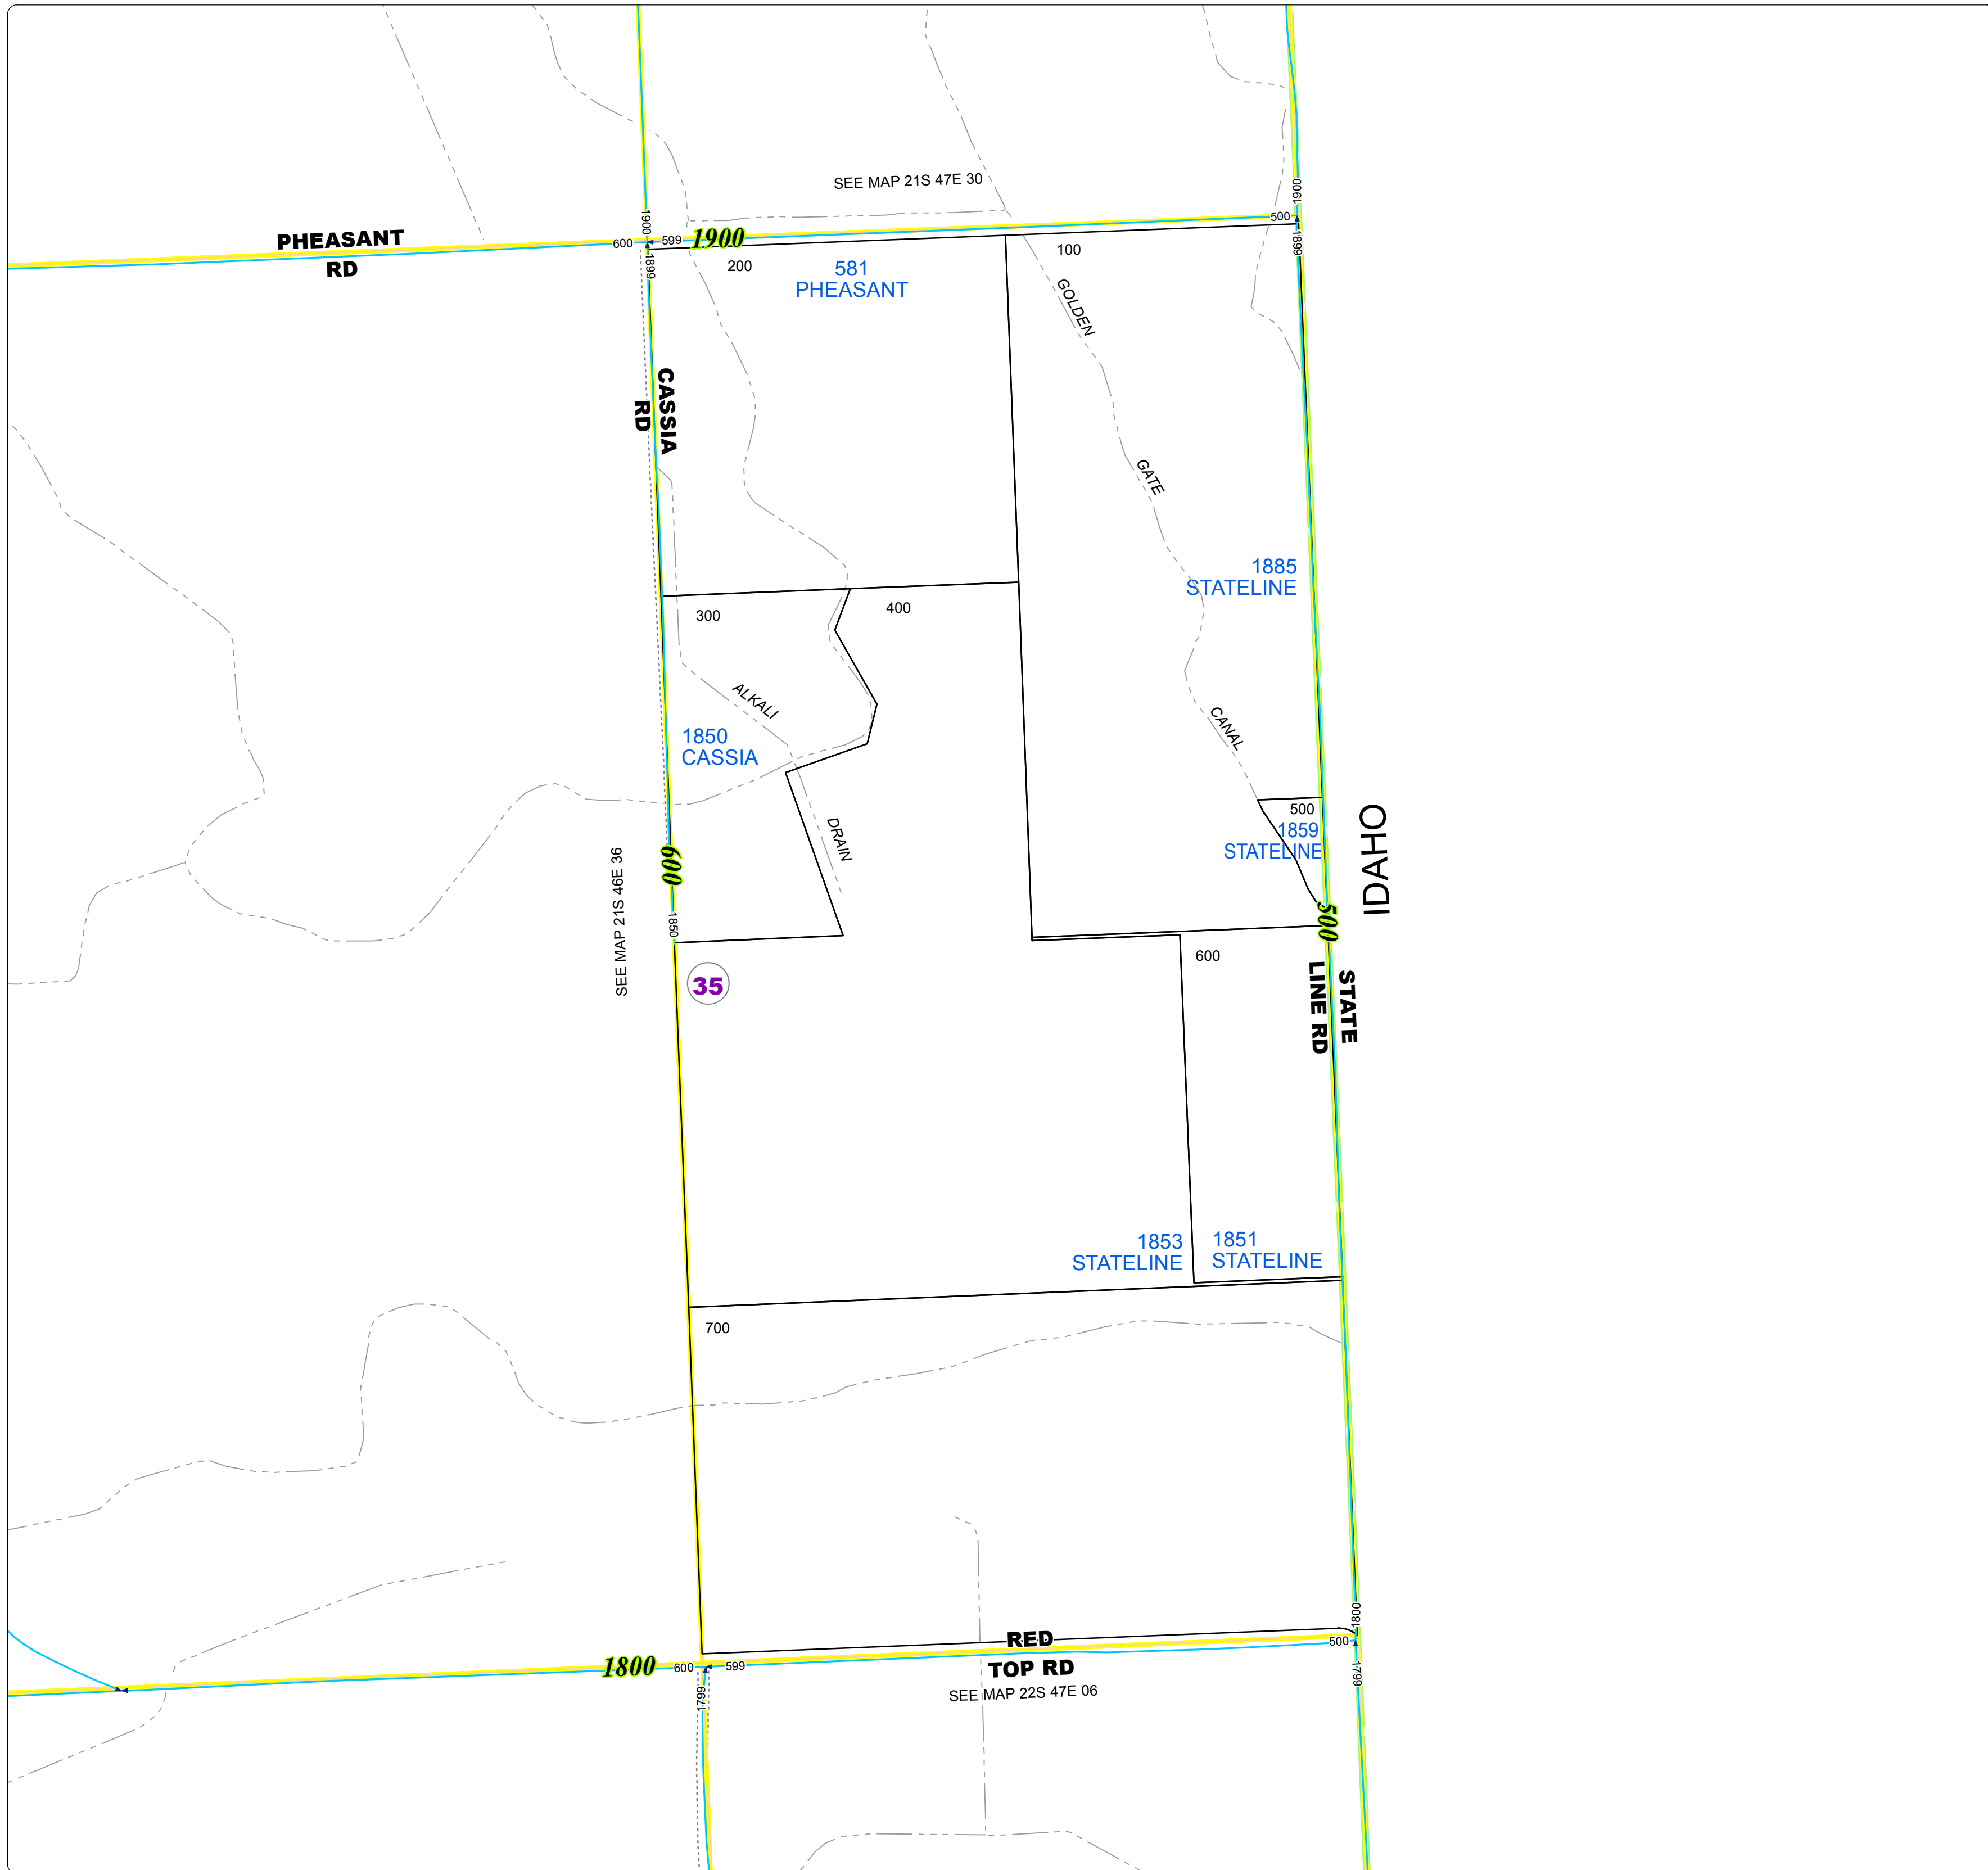 SEE MAP 21S 47E 30
PHEASANT
RD
600
599
1900
500
1900
1899
1900
1899
200
581
PHEASANT
100
GOLDEN
GATE
CANAL
CASSIA
RD
1885
STATELINE
300
400
ALKALI
DRAIN
1850
CASSIA
500
1859
STATELINE
IDAHO
600
SEE MAP 21S 46E 36
1850
500
STATE
LINE RD
600
35
1853
STATELINE
1851
STATELINE
700
1800
RED
TOP RD
1800
600
599
500
1799
1799
SEE MAP 22S 47E 06